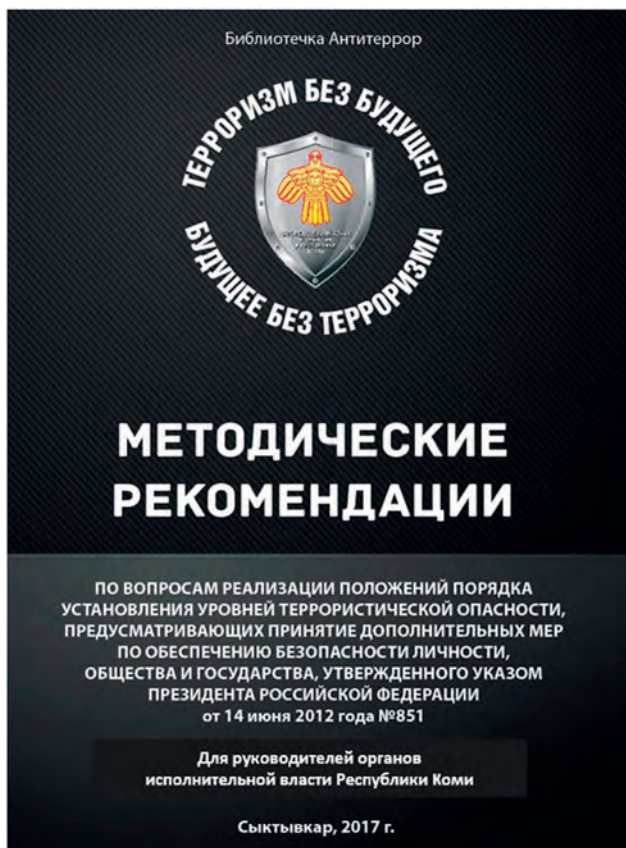 Библиотечка Антитеррор
ТЕРРОРИЗМ БЕЗ БУДУЩЕГО
БУДУЩЕЕ БЕЗ ТЕРРОРИЗМА
МЕТОДИЧЕСКИЕ
РЕКОМЕНДАЦИИ
ПО ВОПРОСАМ РЕАЛИЗАЦИИ ПОЛОЖЕНИЙ ПОРЯДКА
УСТАНОВЛЕНИЯ УРОВНЕЙ ТЕРРОРИСТИЧЕСКОЙ ОПАСНОСТИ,
ПРЕДУСМАТРИВАЮЩИХ ПРИНЯТИЕ ДОПОЛНИТЕЛЬНЫХ МЕР
ПО ОБЕСПЕЧЕНИЮ БЕЗОПАСНОСТИ ЛИЧНОСТИ,
ОБЩЕСТВА И ГОСУДАРСТВА, УТВЕРЖДЕННОГО УКАЗОМ
ПРЕЗИДЕНТА РОССИЙСКОЙ ФЕДЕРАЦИИ
от 14 июня 2012 года №851
Для руководителей органов
исполнительной власти Республики Коми
Сыктывкар, 2017 г.